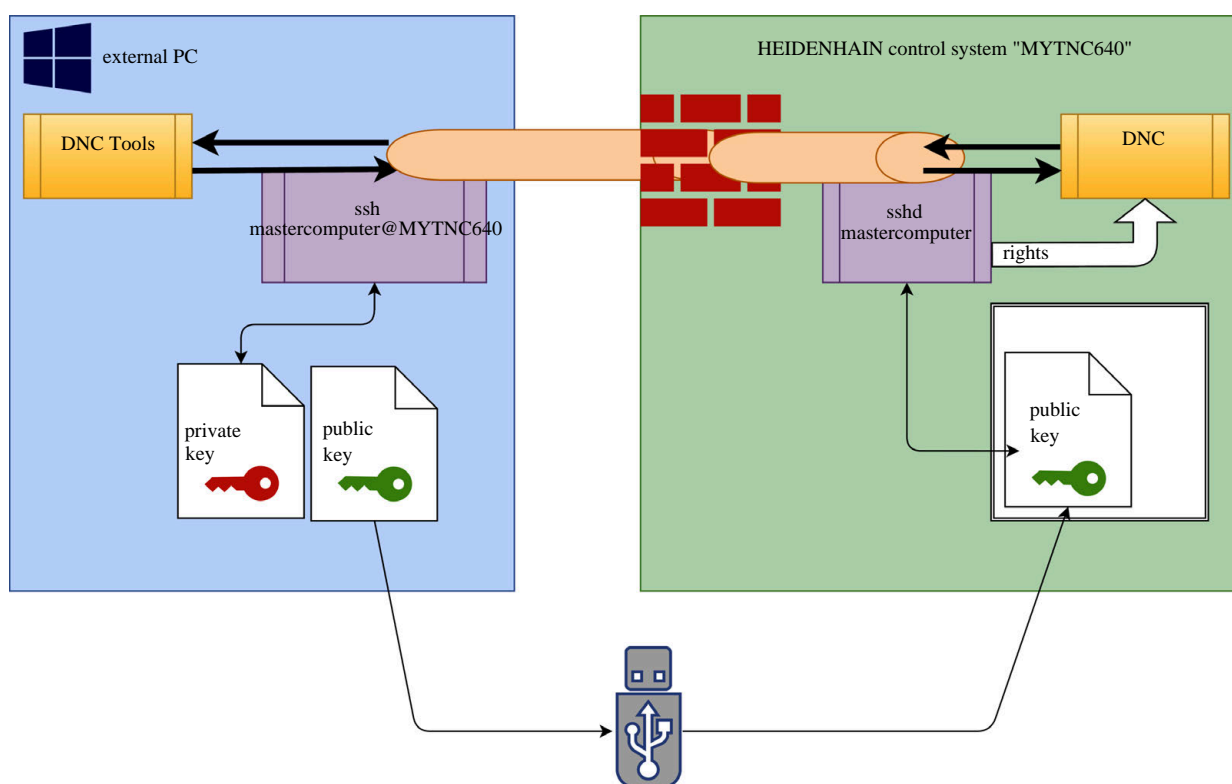 external PC
HEIDENHAIN control system "MYTNC640"
DNC Tools
DNC
ssh
mastercomputer@MYTNC640
sshd
mastercomputer
rights
private
key
public
key
public
key